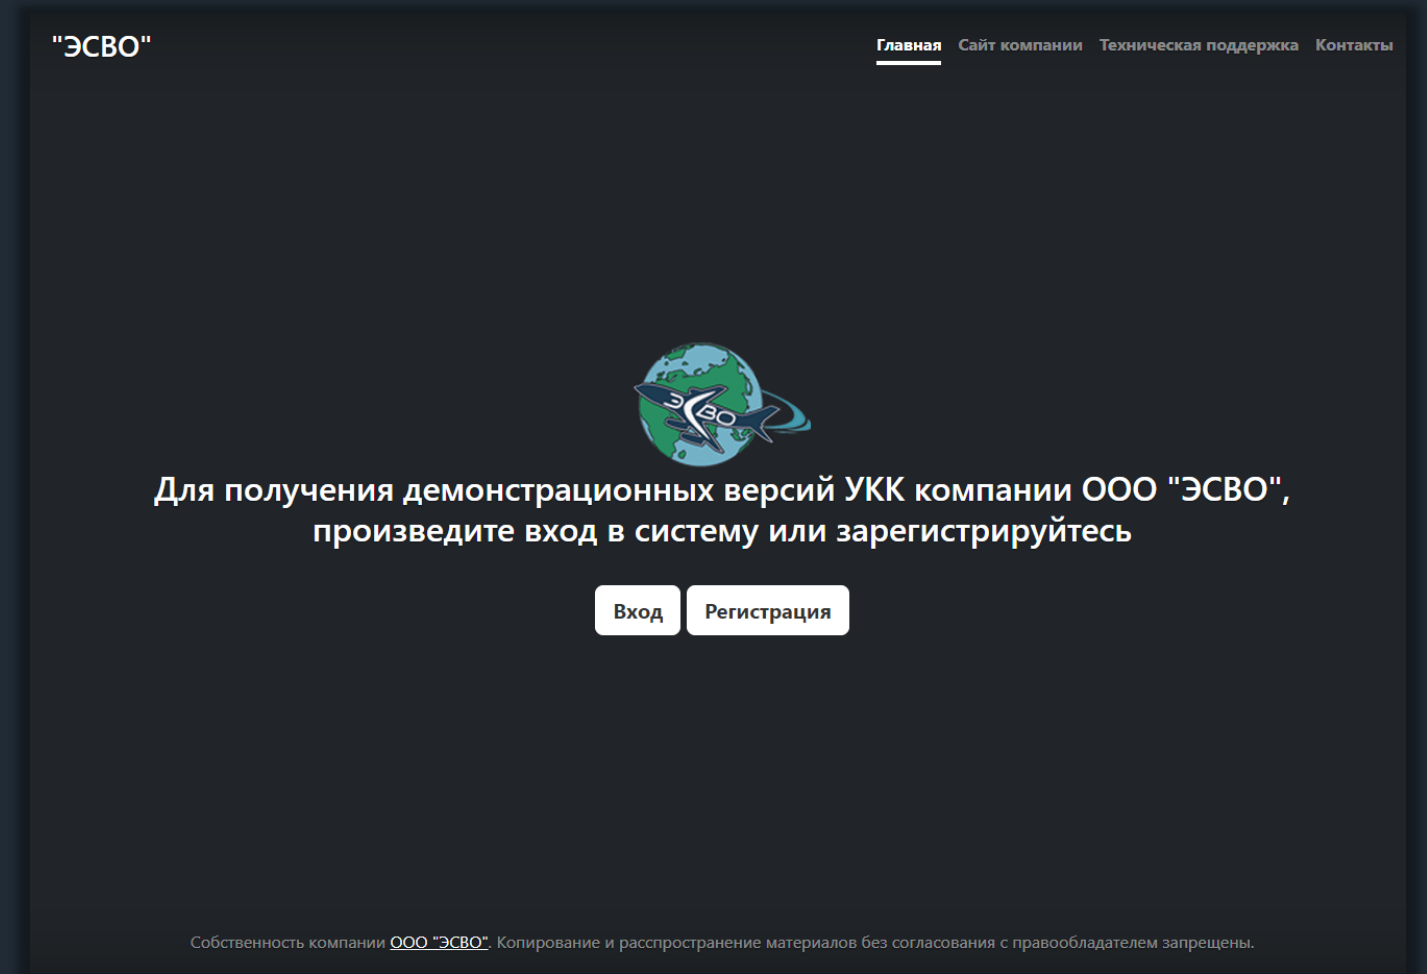 "ЭСВО"
Главная Сайт компании Техническая поддержка Контакты
ЭСВО
Для получения демонстрационных версий УКК компании ООО "ЭСВО",
произведите вход в систему или зарегистрируйтесь
Вход Регистрация
Собственность компании ООО "ЭСВО". Копирование и расспространение материалов без согласования с правообладателем запрещены.